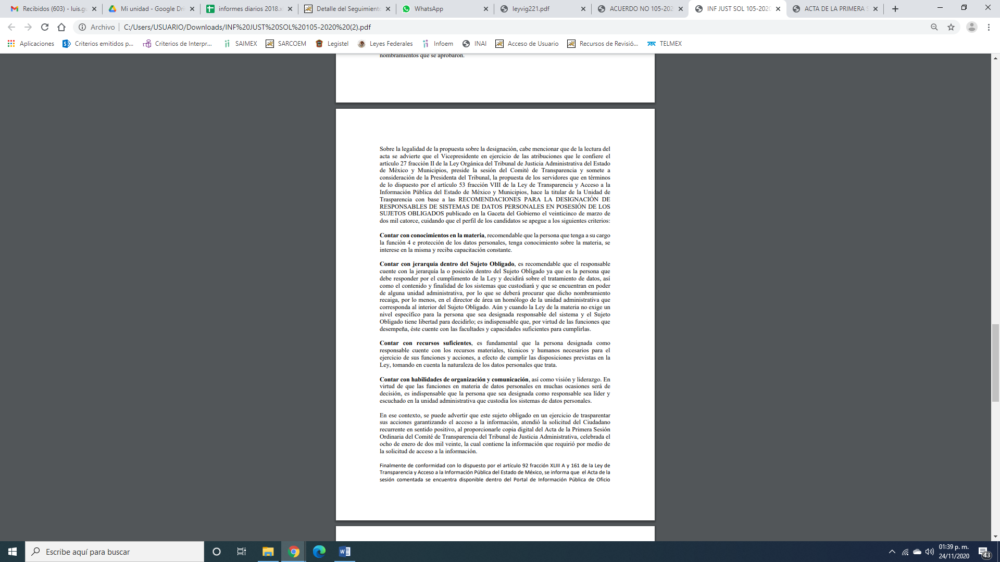 Recibidos (603) - luis.gu
Mi unidad - Google Dri
informes diarios 2018.x
Detalle del Seguimiento
WhatsApp
leyvig221.pdf
ACUERDO NO 105-202
INF JUST SOL 105-2020
ACTA DE LA PRIMERA S
Archivo
C:/Users/USUARIO/Downloads/INF%20JUST%20SOL%20105-2020%20(2).pdf
Aplicaciones
Criterios emitidos p...
Criterios de Interpr...
SAIMEX
SARCOEM
Legistel
Leyes Federales
Infoem
INAI
Acceso de Usuario
Recursos de Revisió...
TELMEX
nombramientos que se aprobaron.
Sobre la legalidad de la propuesta sobre la designación, cabe mencionar que de la lectura del
acta se advierte que el Vicepresidente en ejercicio de las atribuciones que le confiere el
artículo 27 fracción II de la Ley Orgánica del Tribunal de Justicia Administrativa del Estado
de México y Municipios, preside la sesión del Comité de Transparencia y somete a
consideración de la Presidenta del Tribunal, la propuesta de los servidores que en términos
de lo dispuesto por el artículo 53 fracción VIII de la Ley de Transparencia y Acceso a la
Información Pública del Estado de México y Municipios, hace la titular de la Unidad de
Trasparencia con base a las RECOMENDACIONES PARA LA DESIGNACIÓN DE
RESPONSABLES DE SISTEMAS DE DATOS PERSONALES EN POSESIÓN DE LOS
SUJETOS OBLIGADOS publicado en la Gaceta del Gobierno el veinticinco de marzo de
dos mil catorce, cuidando que el perfil de los candidatos se apegue a los siguientes criterios:
Contar con conocimientos en la materia, recomendable que la persona que tenga a su cargo
la función 4 e protección de los datos personales, tenga conocimiento sobre la materia, se
interese en la misma y reciba capacitación constante.
Contar con jerarquía dentro del Sujeto Obligado, es recomendable que el responsable
cuente con la jerarquía la o posición dentro del Sujeto Obligado ya que es la persona que
debe responder por el cumplimento de la Ley y decidirá sobre el tratamiento de datos, así
como el contenido y finalidad de los sistemas que custodiará y que se encuentran en poder
de alguna unidad administrativa, por lo que se deberá procurar que dicho nombramiento
recaiga, por lo menos, en el director de área un homólogo de la unidad administrativa que
corresponda al interior del Sujeto Obligado. Aún y cuando la Ley de la materia no exige un
nivel específico para la persona que sea designada responsable del sistema y el Sujeto
Obligado tiene libertad para decidirlo; es indispensable que, por virtud de las funciones que
desempeña, éste cuente con las facultades y capacidades suficientes para cumplirlas.
Contar con recursos suficientes, es fundamental que la persona designada como
responsable cuente con los recursos materiales, técnicos y humanos necesarios para el
ejercicio de sus funciones y acciones, a efecto de cumplir las disposiciones previstas en la
Ley, tomando en cuenta la naturaleza de los datos personales que trata.
Contar con habilidades de organización y comunicación, así como visión y liderazgo. En
virtud de que las funciones en materia de datos personales en muchas ocasiones será de
decisión, es indispensable que la persona que sea designada como responsable sea líder y
escuchado en la unidad administrativa que custodia los sistemas de datos personales.
En ese contexto, se puede advertir que este sujeto obligado en un ejercicio de trasparentar
sus acciones garantizando el acceso a la información, atendió la solicitud del Ciudadano
recurrente en sentido positivo, al proporcionarle copia digital del Acta de la Primera Sesión
Ordinaria del Comité de Transparencia del Tribunal de Justicia Administrativa, celebrada el
ocho de enero de dos mil veinte, la cual contiene la información que requirió por medio de
la solicitud de acceso a la información.
Finalmente de conformidad con lo dispuesto por el artículo 92 fracción XLIII A y 161 de la Ley de
Transparencia y Acceso a la Información Pública del Estado de México, se informa que el Acta de la
sesión comentada se encuentra disponible dentro del Portal de Información Pública de Oficio
Escribe aquí para buscar
01:39 p. m.
24/11/2020
43